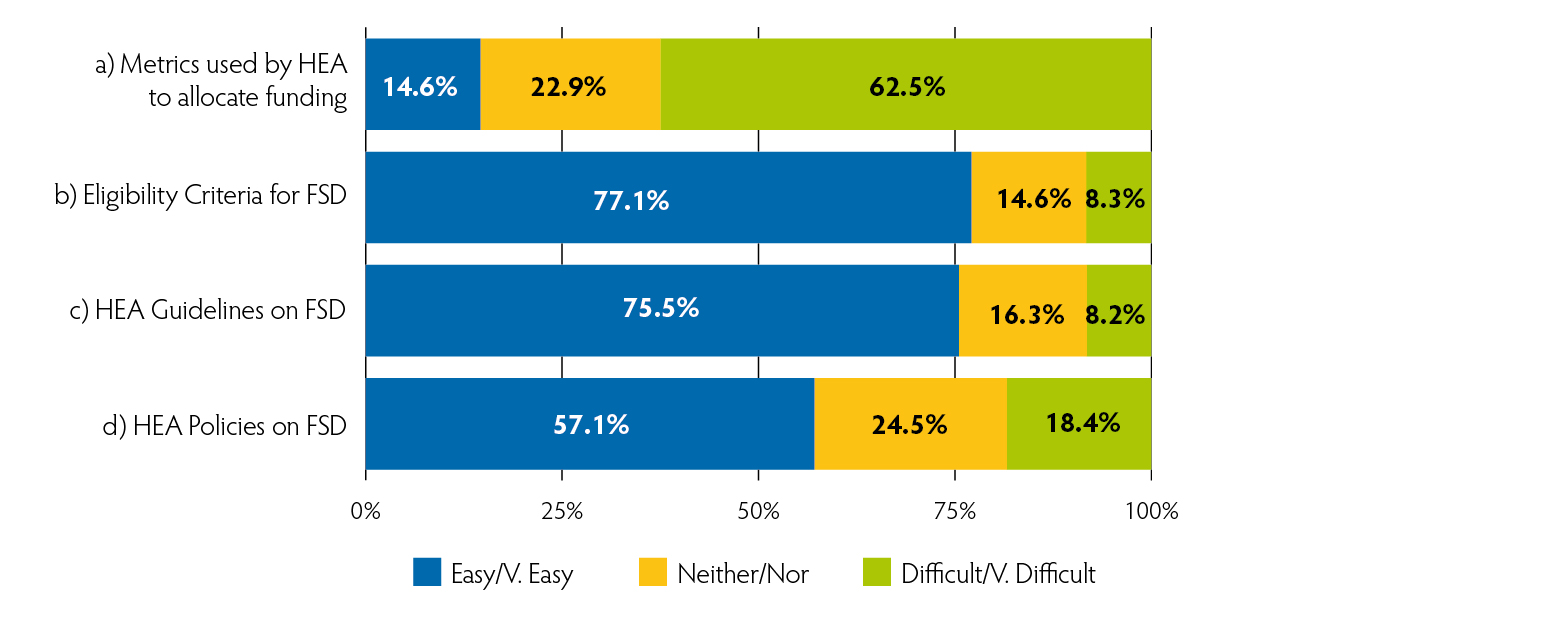 a) Metrics used by HEA
to allocate funding
14.6% 22.9% 62.5%
b) Eligibility Criteria for FSD
77.1% 14.6% 8.3%
c) HEA Guidelines on FSD
75.5% 16.3% 8.2%
d) HEA Policies on FSD
57.1% 24.5% 18.4%
0% 25% 50% 75% 100%
Easy/V. Easy Neither/Nor Difficult/V. Difficult